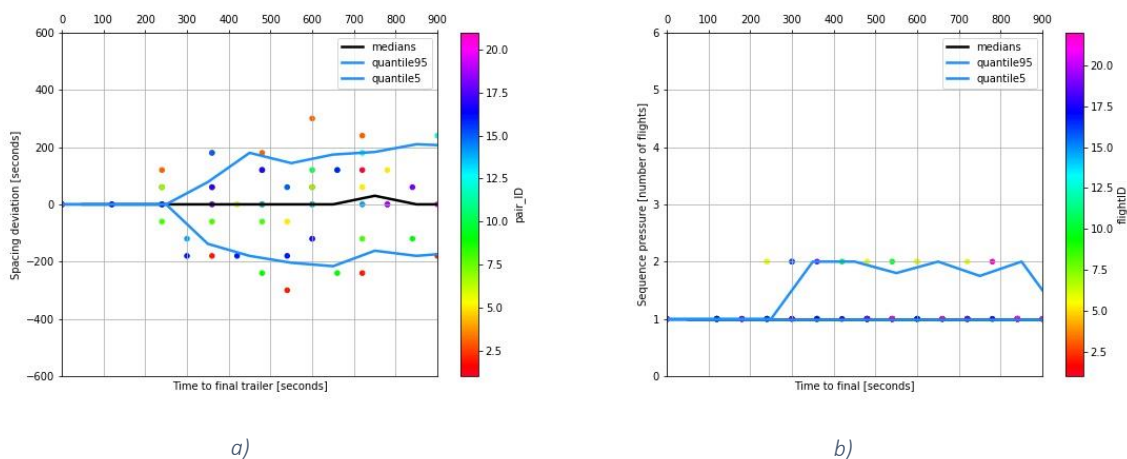 0 100 200 300 400 500 600 700 800 900
600
400
200
0
−200
−400
−600
Spacing deviation [seconds]
medians
quantile95
quantile5
Time to final trailer [seconds]
20.0
17.5
15.0
12.5
10.0
7.5
5.0
2.5
pair_ID
a)
0 100 200 300 400 500 600 700 800 900
6
5
4
3
2
1
0
Sequence pressure [number of flights]
medians
quantile95
quantile5
Time to final [seconds]
20.0
17.5
15.0
12.5
10.0
7.5
5.0
2.5
flightID
b)